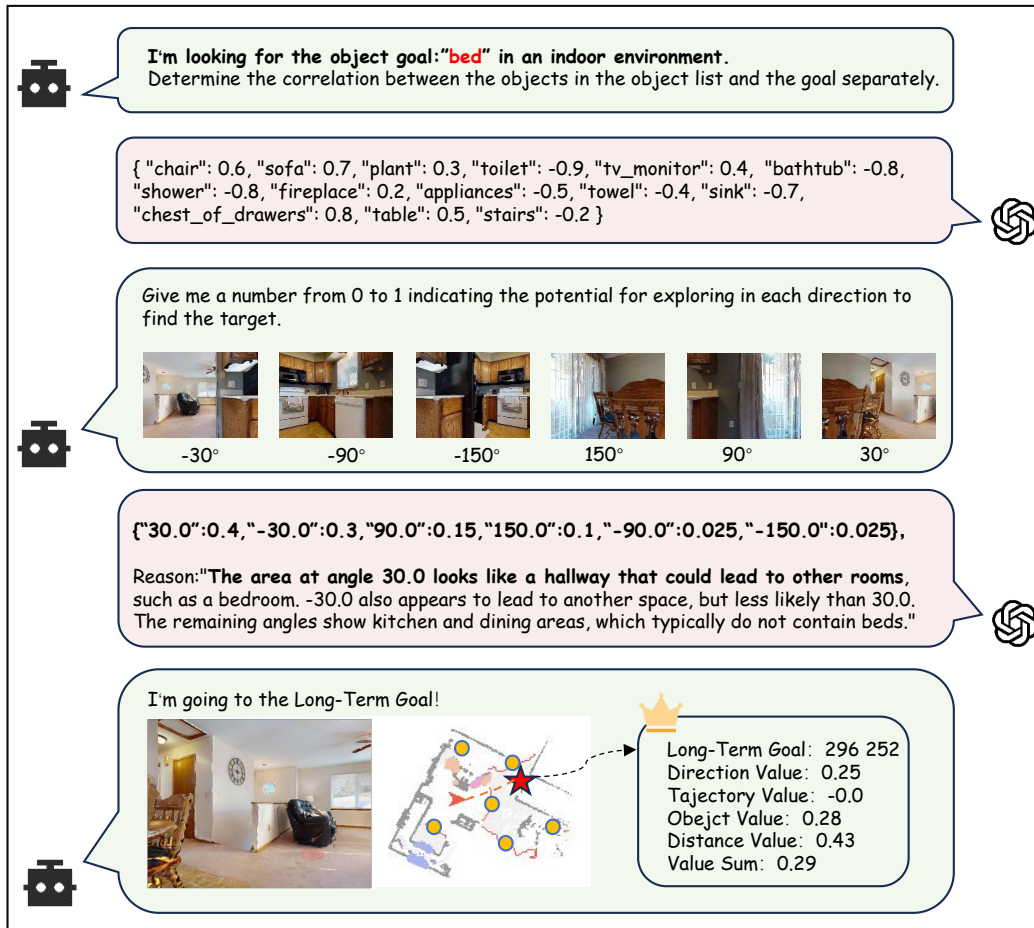 I'm looking for the object goal:"bed" in an indoor environment.
Determine the correlation between the objects in the object list and the goal separately.
{ "chair": 0.6, "sofa": 0.7, "plant": 0.3, "toilet": -0.9, "tv_monitor": 0.4, "bathtub": -0.8,
"shower": -0.8, "fireplace": 0.2, "appliances": -0.5, "towel": -0.4, "sink": -0.7,
"chest_of_drawers": 0.8, "table": 0.5, "stairs": -0.2 }
Give me a number from 0 to 1 indicating the potential for exploring in each direction to
find the target.
-30° -90° -150° 150° 90° 30°
{"30.0":0.4,"-30.0":0.3,"90.0":0.15,"150.0":0.1,"-90.0":0.025,"-150.0":0.025},
Reason:"The area at angle 30.0 looks like a hallway that could lead to other rooms,
such as a bedroom. -30.0 also appears to lead to another space, but less likely than 30.0.
The remaining angles show kitchen and dining areas, which typically do not contain beds."
I'm going to the Long-Term Goal!
Long-Term Goal: 296 252
Direction Value: 0.25
Tajectory Value: -0.0
Obejct Value: 0.28
Distance Value: 0.43
Value Sum: 0.29